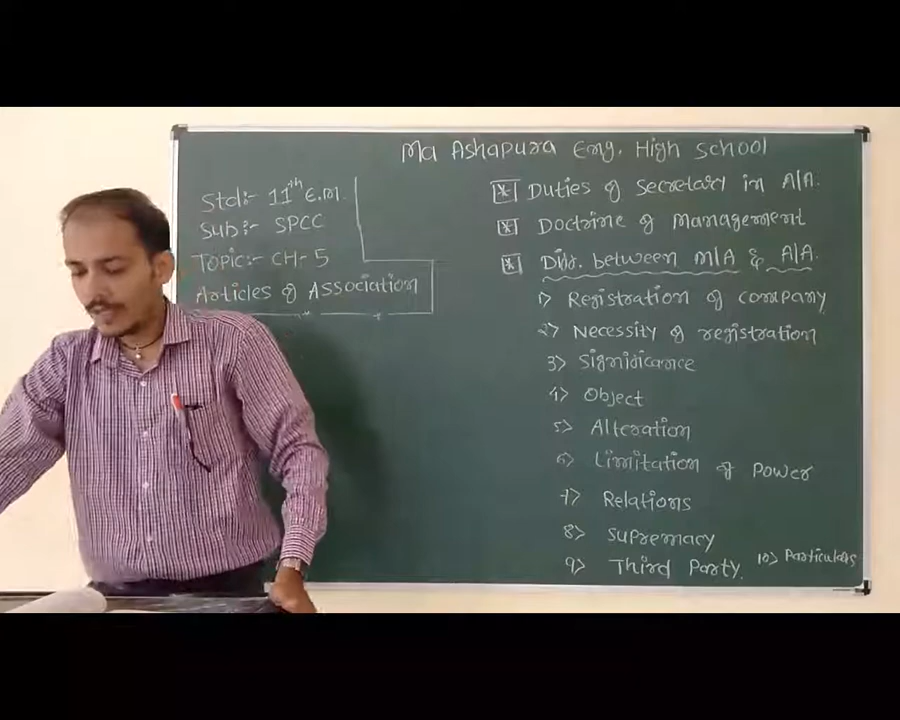 Ma Ashapura Eng. High School
Std:- 11th E.m.
Sub:- SPCC
Topic:- CH-5
Articles of Association
[*] Duties of Secretary in A/A.
[*] Doctrine of Management
[*] Diff. between M/A & A/A.
1> Registration of company
2> Necessity of registration
3> Significance
4> Object
5> Alteration
6> Limitation of Power
7> Relations
8> Supremacy
9> Third Party. 10> Particulars